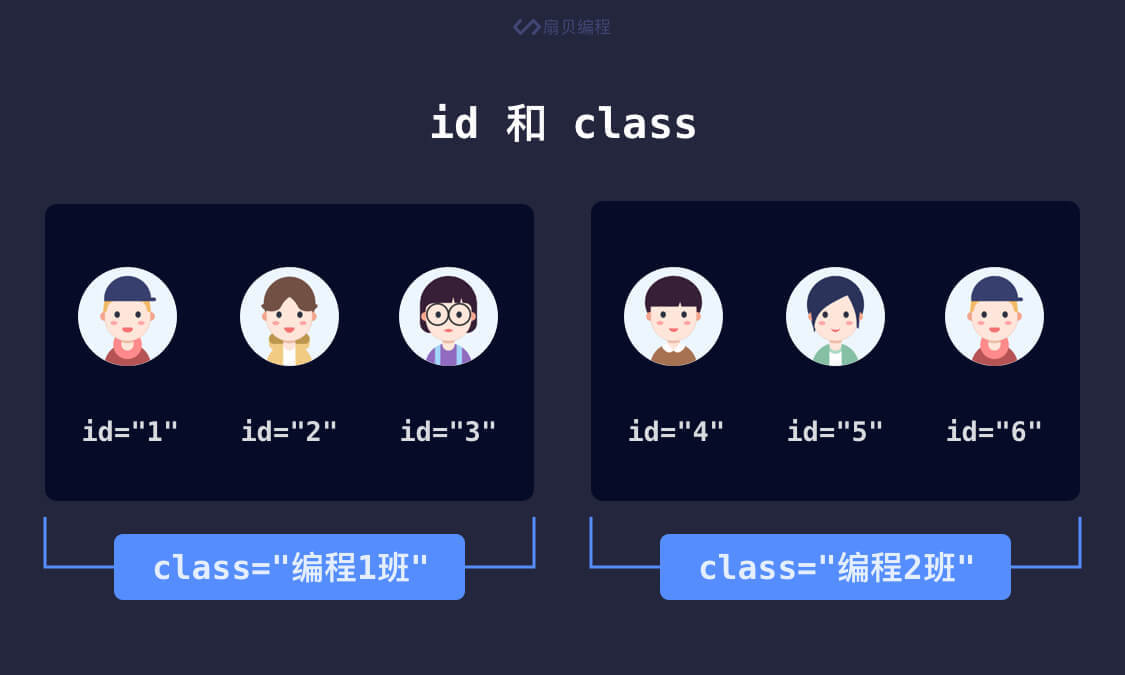 扇贝编程
id 和 class
id="1" id="2" id="3" id="4" id="5" id="6"
class="编程1班" class="编程2班"